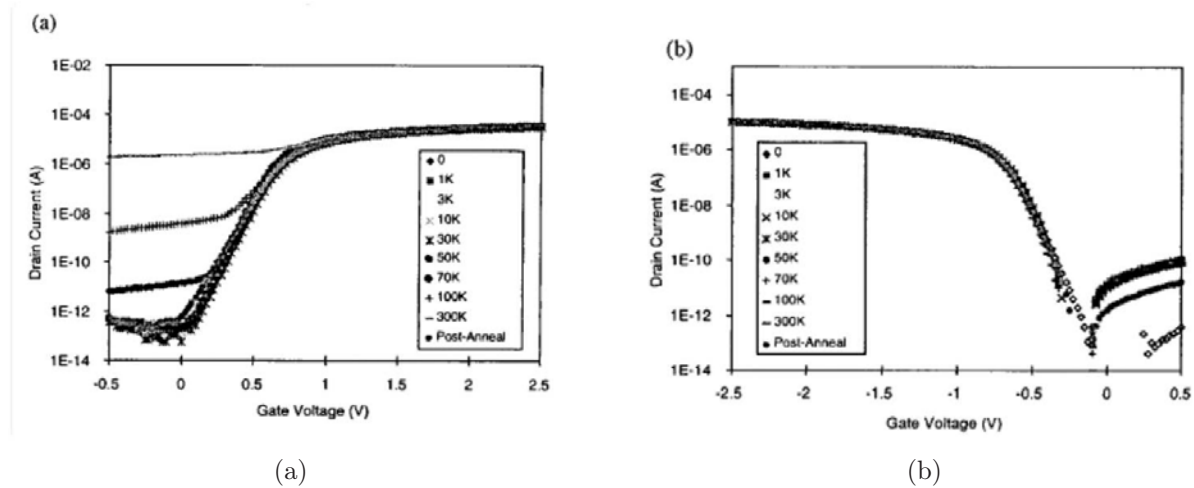 (a)
1E-02
1E-04
1E-06
1E-08
1E-10
1E-12
1E-14
Drain Current (A)
-0.5
0
0.5
1
1.5
2
2.5
Gate Voltage (V)
0
1K
3K
10K
30K
50K
70K
100K
300K
Post-Anneal
(a)
(b)
1E-04
1E-06
1E-08
1E-10
1E-12
1E-14
Drain Current (A)
-2.5
-2
-1.5
-1
-0.5
0
0.5
Gate Voltage (V)
0
1K
3K
10K
30K
50K
70K
100K
300K
Post-Anneal
(b)